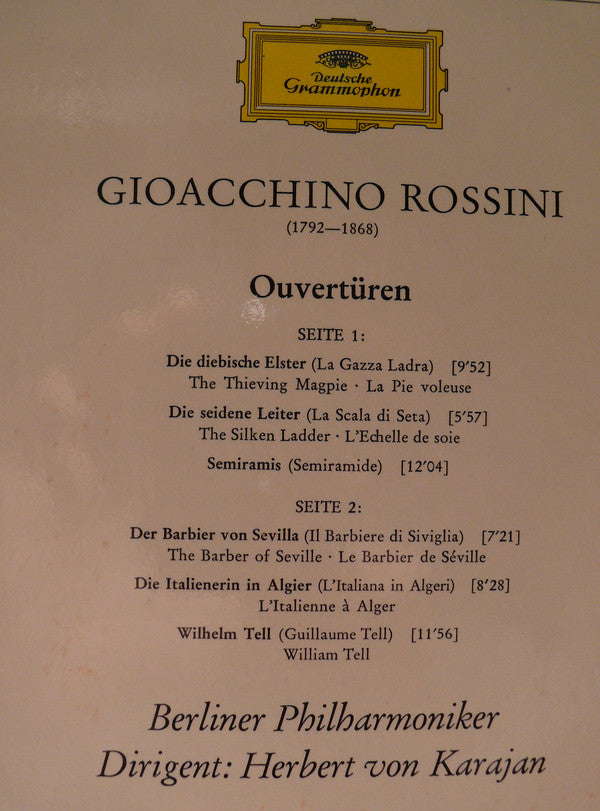 Deutsche
Grammophon
GIOACCHINO ROSSINI
(1792—1868)
Ouvertüren
SEITE 1:
Die diebische Elster (La Gazza Ladra) [9’52]
The Thieving Magpie · La Pie voleuse
Die seidene Leiter (La Scala di Seta) [5’57]
The Silken Ladder · L’Echelle de soie
Semiramis (Semiramide) [12’04]
SEITE 2:
Der Barbier von Sevilla (Il Barbiere di Siviglia) [7’21]
The Barber of Seville · Le Barbier de Séville
Die Italienerin in Algier (L’Italiana in Algeri) [8’28]
L’Italienne à Alger
Wilhelm Tell (Guillaume Tell) [11’56]
William Tell
Berliner Philharmoniker
Dirigent: Herbert von Karajan